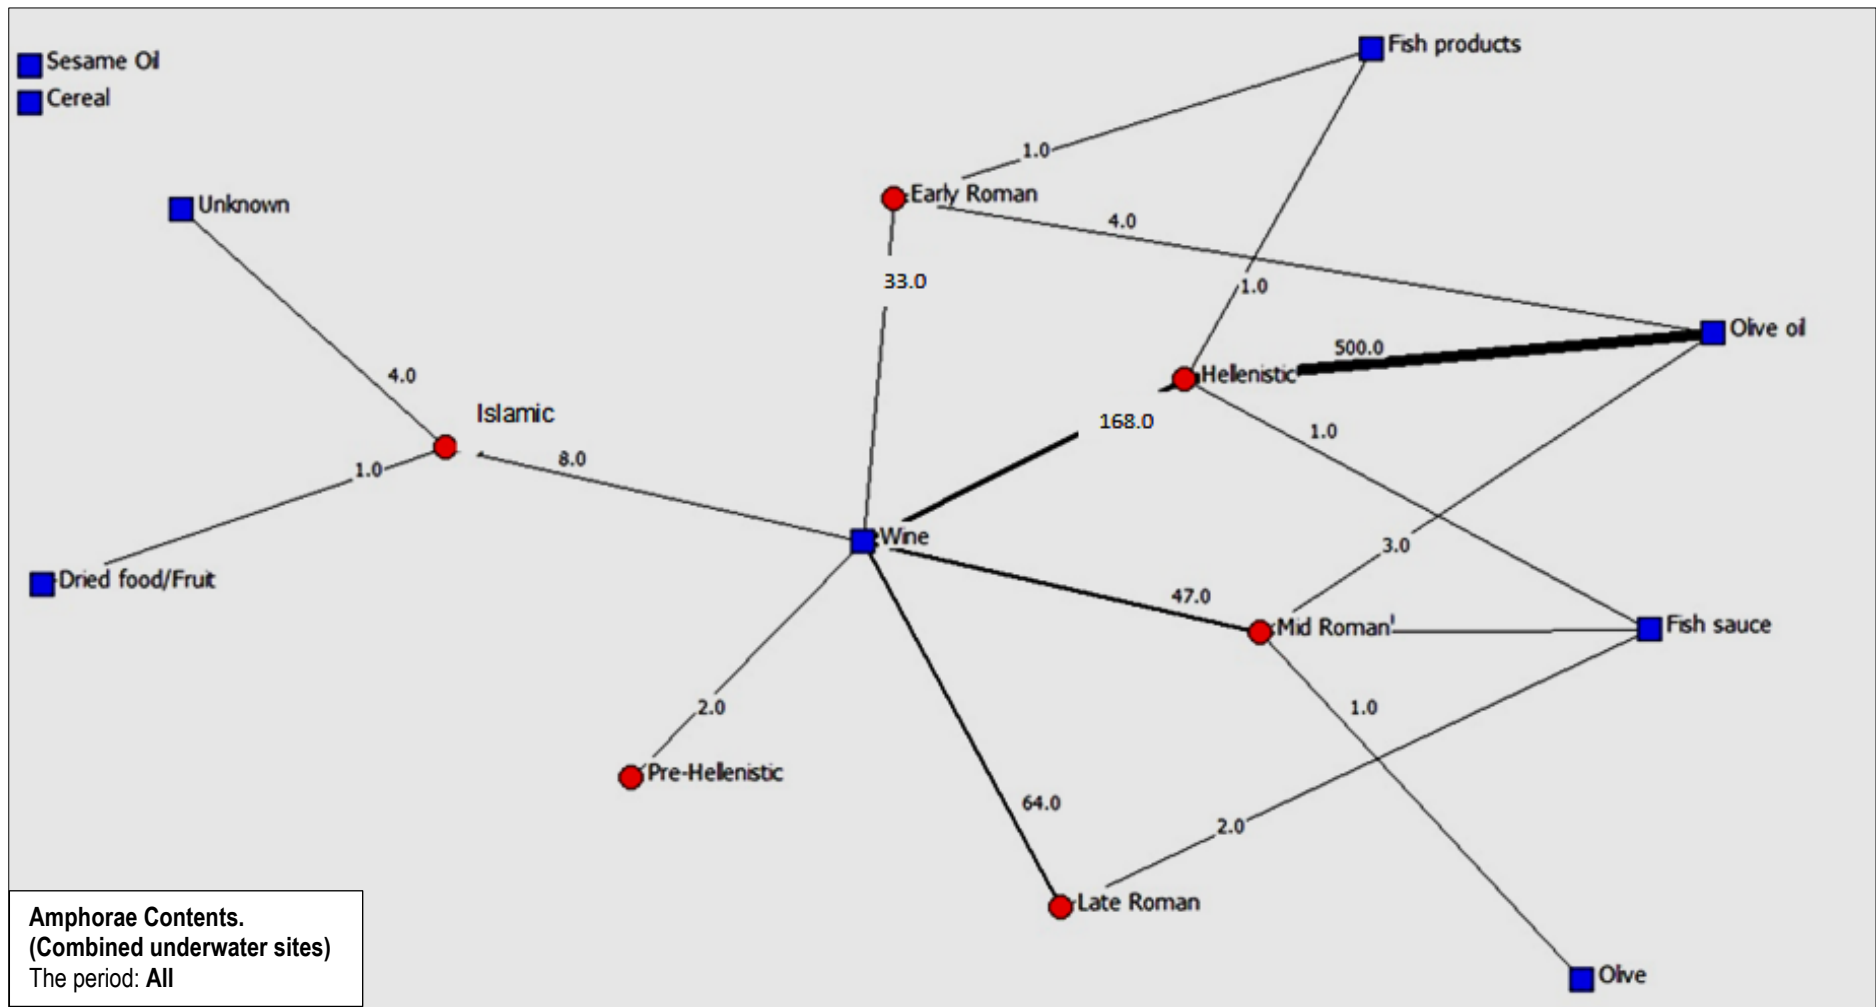 Sesame Oil
Cereal
Fish products
Unknown
1.0
Early Roman
4.0
33.0
1.0
Olive oil
500.0
Hellenistic
4.0
Islamic
168.0
1.0
8.0
1.0
Wine
3.0
Dried food/Fruit
47.0
Mid Roman
Fish sauce
2.0
1.0
Pre-Hellenistic
64.0
2.0
Late Roman
Olive
Amphorae Contents.
(Combined underwater sites)
The period: All